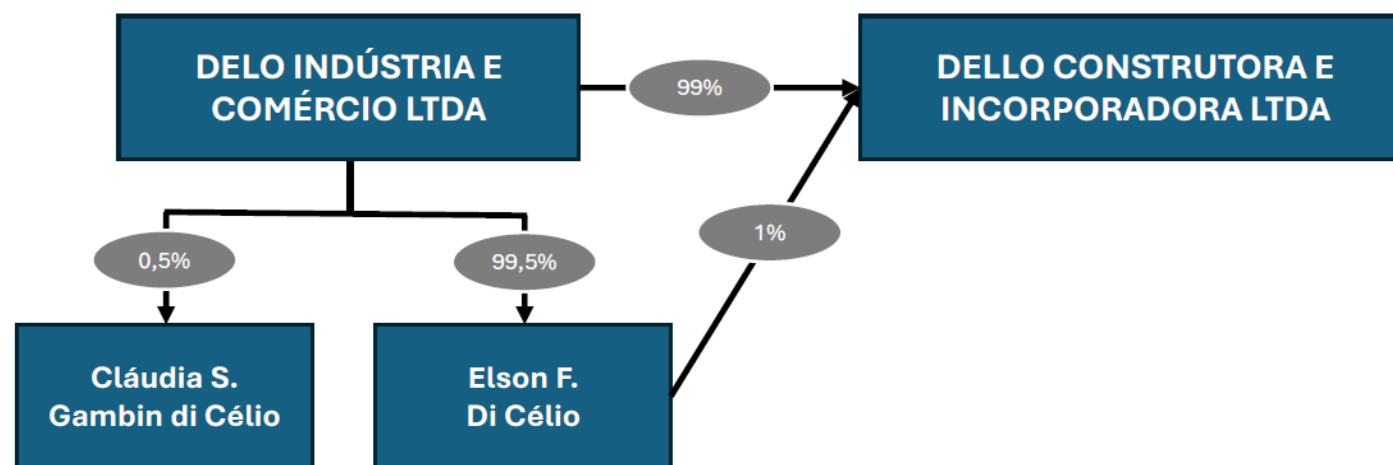 DELO INDÚSTRIA E
COMÉRCIO LTDA
99%
DELLO CONSTRUTORA E
INCORPORADORA LTDA
1%
0,5%
99,5%
Cláudia S.
Gambin di Célio
Elson F.
Di Célio